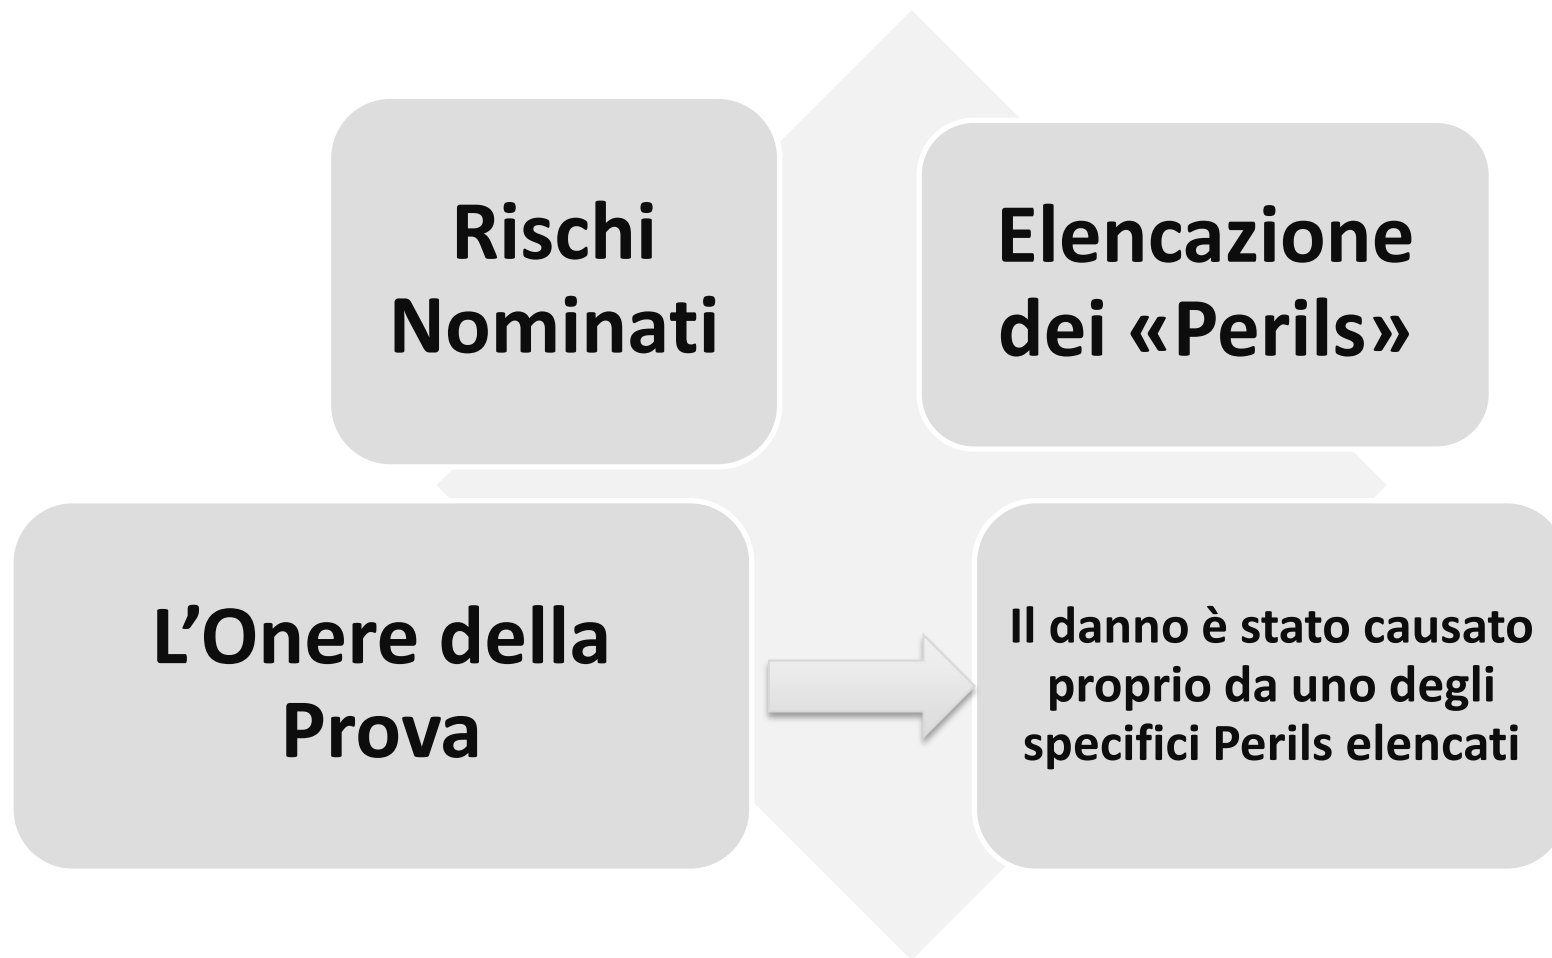 Rischi
Nominati
Elencazione
dei «Perils»
L’Onere della
Prova
Il danno è stato causato
proprio da uno degli
specifici Perils elencati